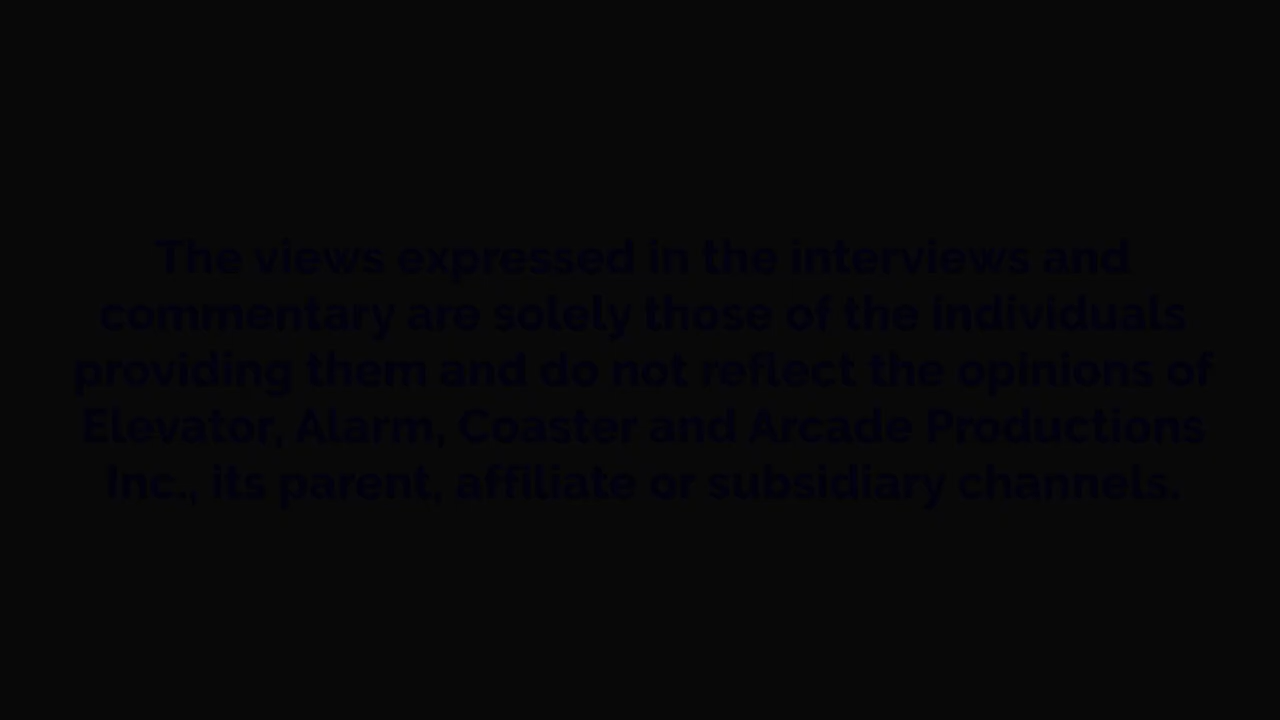 The views expressed in the interviews and
commentary are solely those of the individuals
providing them and do not reflect the opinions of
Elevator, Alarm, Coaster and Arcade Productions
Inc., its parent, affiliate or subsidiary channels.